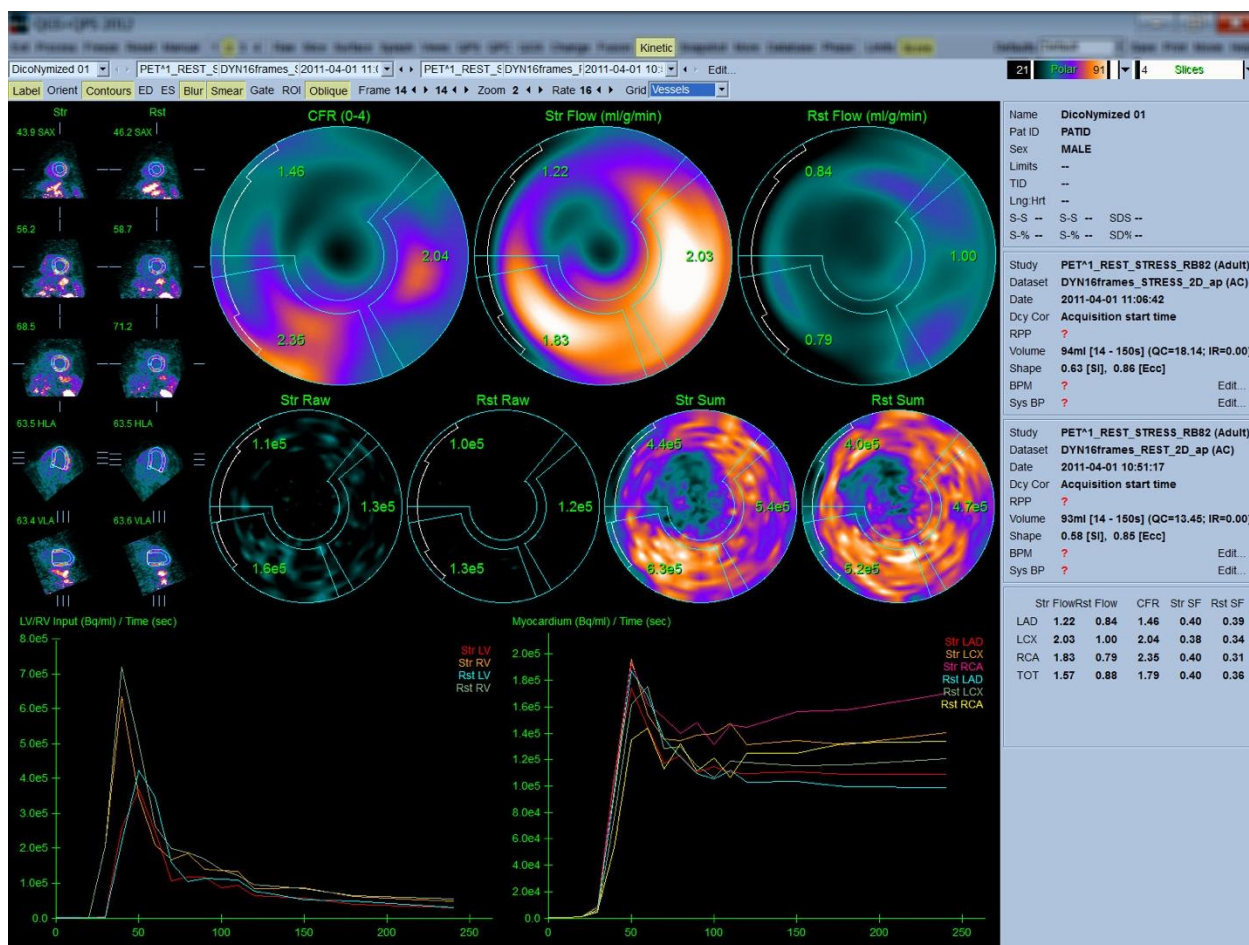 QGS+QPS 2012
Kinetic
DicoNymized 01 PET^1_REST_S DYN16frames_S 2011-04-01 11:0 PET^1_REST_S DYN16frames_F 2011-04-01 10: Edit...
21 Polar 91 4 Slices
Label Orient Contours ED ES Blur Smear Gate ROI Oblique Frame 14 14 Zoom 2 Rate 16 Grid Vessels
Str Rst
43.9 SAX 46.2 SAX
56.2 58.7
68.5 71.2
63.5 HLA 63.5 HLA
63.4 VLA 63.6 VLA
CFR (0-4)
1.46
2.04
2.35
Str Flow (ml/g/min)
1.22
2.03
1.83
Rst Flow (ml/g/min)
0.84
1.00
0.79
Str Raw
1.1e5
1.3e5
1.6e5
Rst Raw
1.0e5
1.2e5
1.3e5
Str Sum
4.4e5
5.4e5
6.3e5
Rst Sum
4.0e5
4.7e5
5.2e5
LV/RV Input (Bq/ml) / Time (sec)
8.0e5
7.0e5
6.0e5
5.0e5
4.0e5
3.0e5
2.0e5
1.0e5
0.0
0 50 100 150 200 250
Str LV
Str RV
Rst LV
Rst RV
Myocardium (Bq/ml) / Time (sec)
2.0e5
1.8e5
1.6e5
1.4e5
1.2e5
1.0e5
8.0e4
6.0e4
4.0e4
2.0e4
0.0
0 50 100 150 200 250
Str LAD
Str LCX
Str RCA
Rst LAD
Rst LCX
Rst RCA
Name DicoNymized 01
Pat ID PATID
Sex MALE
Limits --
TID --
Lng:Hrt --
S-S -- S-S -- SDS --
S-% -- S-% -- SD% --
Study PET^1_REST_STRESS_RB82 (Adult)
Dataset DYN16frames_STRESS_2D_ap (AC)
Date 2011-04-01 11:06:42
Dcy Cor Acquisition start time
RPP ?
Volume 94ml [14 - 150s] (QC=18.14; IR=0.00)
Shape 0.63 [SI], 0.86 [Ecc]
BPM ? Edit...
Sys BP ? Edit...
Study PET^1_REST_STRESS_RB82 (Adult)
Dataset DYN16frames_REST_2D_ap (AC)
Date 2011-04-01 10:51:17
Dcy Cor Acquisition start time
RPP ?
Volume 93ml [14 - 150s] (QC=13.45; IR=0.00)
Shape 0.58 [SI], 0.85 [Ecc]
BPM ? Edit...
Sys BP ? Edit...
Str Flow Rst Flow CFR Str SF Rst SF
LAD 1.22 0.84 1.46 0.40 0.39
LCX 2.03 1.00 2.04 0.38 0.34
RCA 1.83 0.79 2.35 0.40 0.31
TOT 1.57 0.88 1.79 0.40 0.36